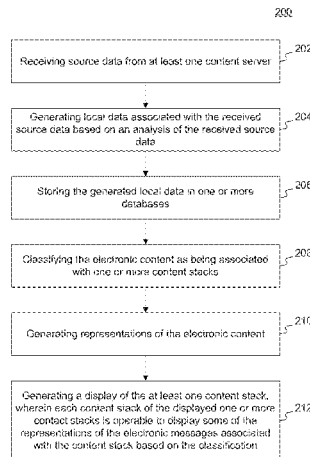 200
Receiving source data from at least one content server
202
Generating local data associated with the received
source data based on an analysis of the received source
data
204
Storing the generated local data in one or more
databases
206
Classifying the electronic content as being associated
with one or more content stacks
208
Generating representations of the electronic content
210
Generating a display of the at least one content stack,
wherein each content stack of the displayed one or more
contact stacks is operable to display some of the
representations of the electronic messages associated
with the content stack based on the classification
212